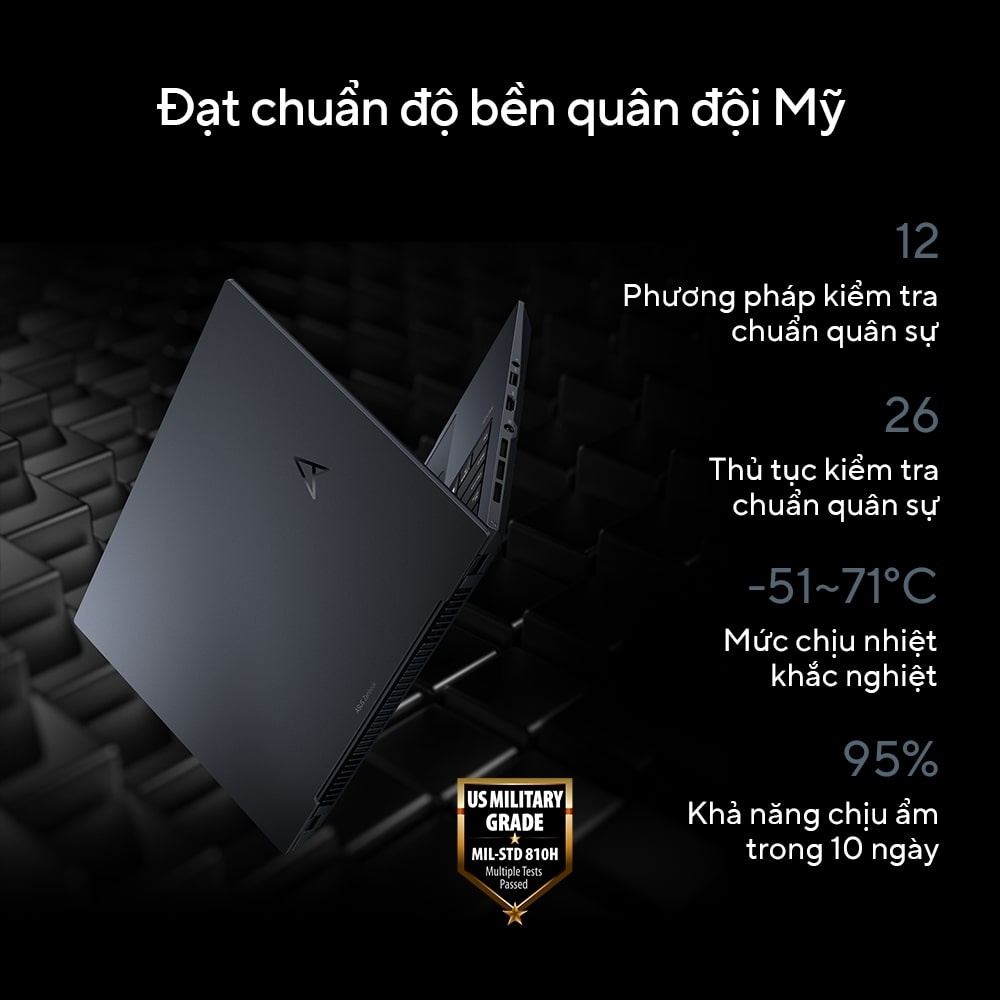 Đạt chuẩn độ bền quân đội Mỹ
12
Phương pháp kiểm tra
chuẩn quân sự
26
Thủ tục kiểm tra
chuẩn quân sự
-51~71°C
Mức chịu nhiệt
khắc nghiệt
95%
Khả năng chịu ẩm
trong 10 ngày
ASUS Zenbook
US MILITARY
GRADE
MIL-STD 810H
Multiple Tests
Passed